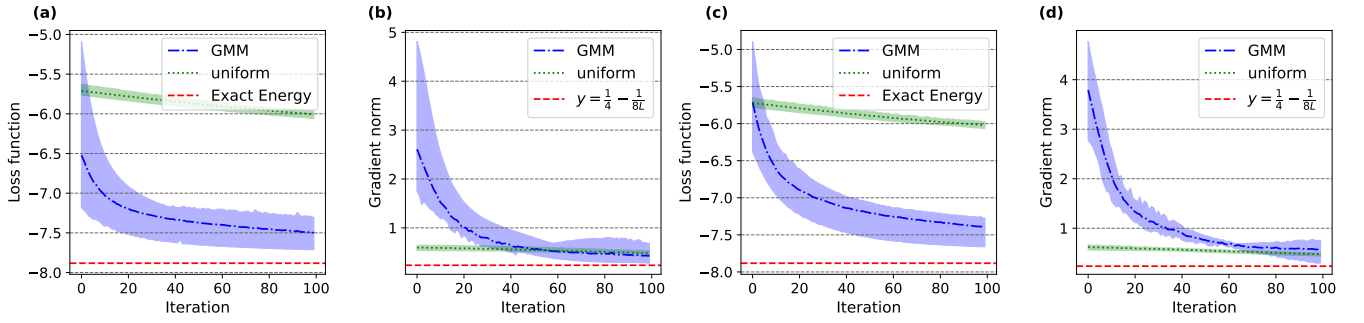 (a)
Loss function
−5.0
−5.5
−6.0
−6.5
−7.0
−7.5
−8.0
GMM
uniform
Exact Energy
0 20 40 60 80 100
Iteration
(b)
Gradient norm
5
4
3
2
1
GMM
uniform
y = 1/4 − 1/8L
0 20 40 60 80 100
Iteration
(c)
Loss function
−5.0
−5.5
−6.0
−6.5
−7.0
−7.5
−8.0
GMM
uniform
Exact Energy
0 20 40 60 80 100
Iteration
(d)
Gradient norm
4
3
2
1
GMM
uniform
y = 1/4 − 1/8L
0 20 40 60 80 100
Iteration